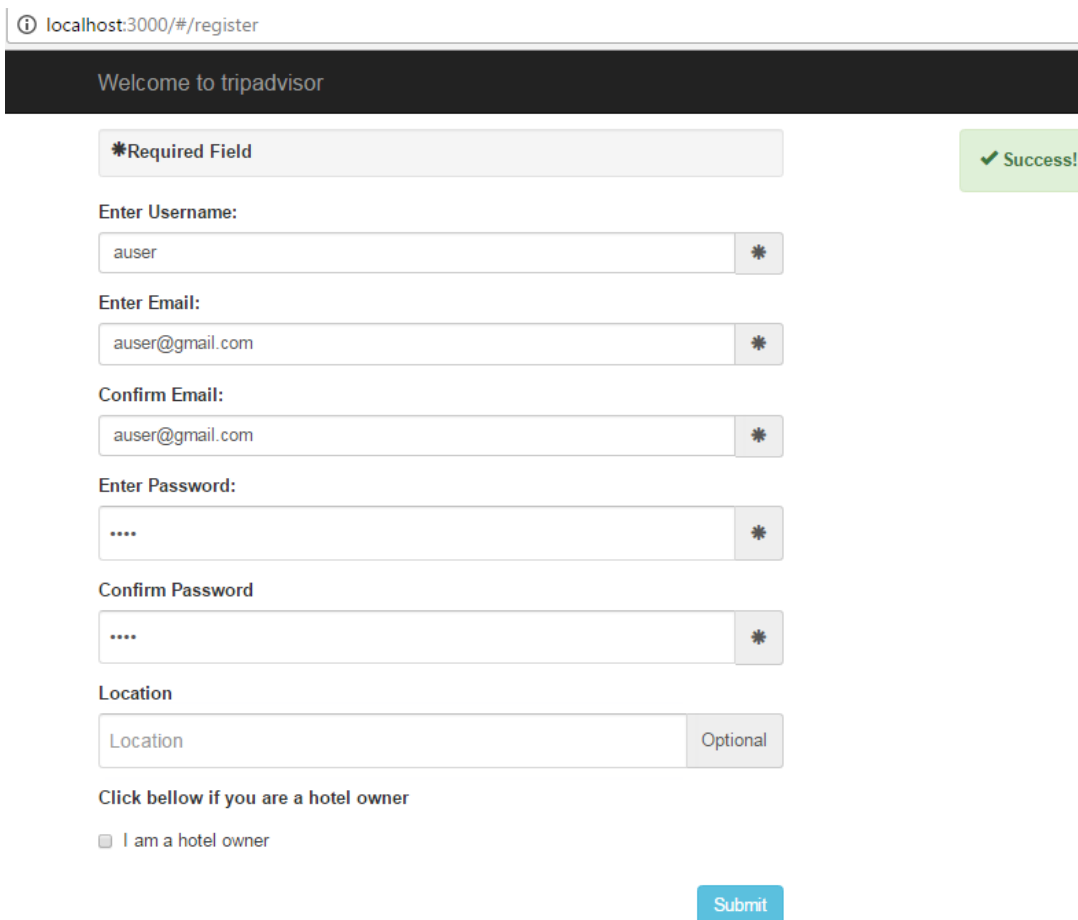 localhost:3000/#/register
Welcome to tripadvisor
✱Required Field
✔ Success!
Enter Username:
auser
Enter Email:
auser@gmail.com
Confirm Email:
auser@gmail.com
Enter Password:
••••
Confirm Password
••••
Location
Location Optional
Click bellow if you are a hotel owner
I am a hotel owner
Submit